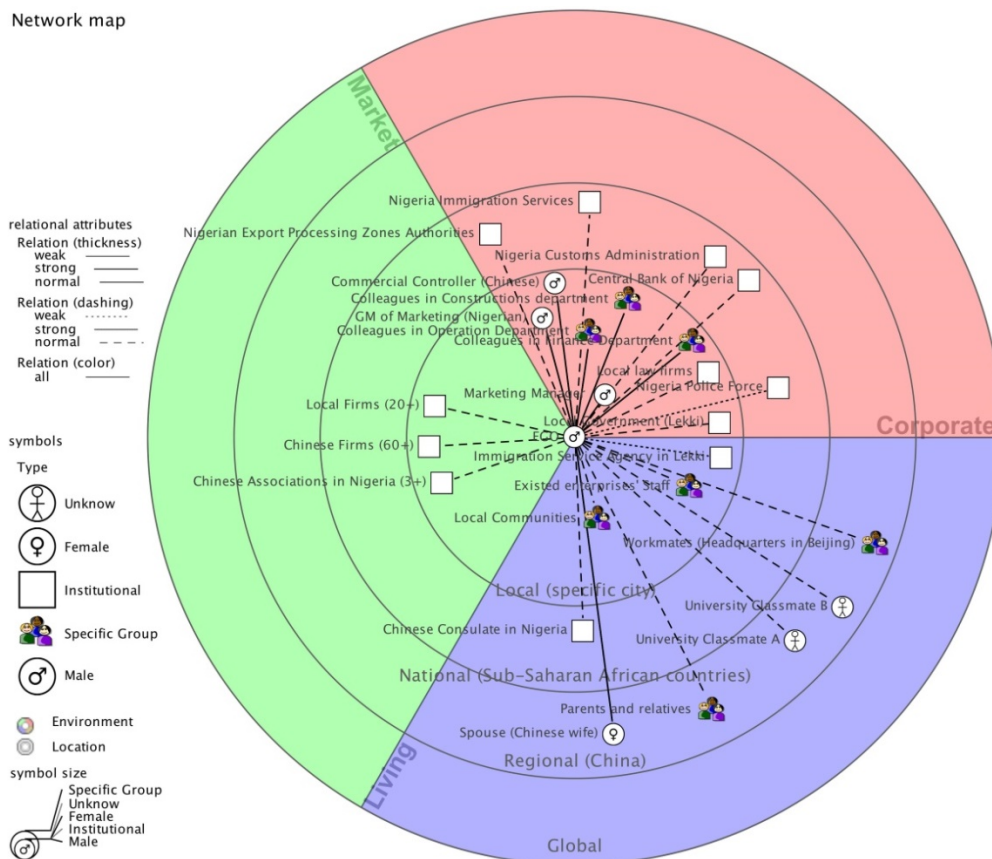 Network map
Market
Nigeria Immigration Services
relational attributes
Nigerian Export Processing Zones Authorities
Relation (thickness)
weak
strong
normal
Nigeria Customs Administration
Commercial Controller (Chinese)
Central Bank of Nigeria
Colleagues in Constructions department
Relation (dashing)
weak
strong
normal
GM of Marketing (Nigerian)
Colleagues in Operation Department
Colleagues in Finance Department
Relation (color)
all
Local law firms
Nigeria Police Force
Marketing Manager
Local Firms (20+)
Local Government (Lekki)
Corporate
EGO
symbols
Chinese Firms (60+)
Immigration Service Agency in Lekki
Type
Chinese Associations in Nigeria (3+)
Existed enterprises' Staff
Unknow
Local Communities
Workmates (Headquarters in Beijing)
Female
Institutional
Local (specific city)
University Classmate B
Specific Group
Chinese Consulate in Nigeria
University Classmate A
Male
National (Sub-Saharan African countries)
Parents and relatives
Environment
Location
Spouse (Chinese wife)
Living
Regional (China)
symbol size
Specific Group
Unknow
Female
Institutional
Male
Global